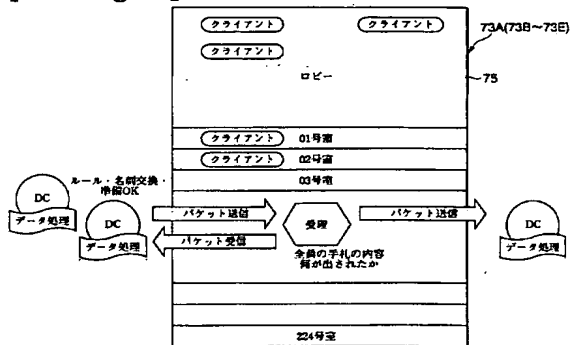 クライアント
クライアント
73A(73B〜73E)
クライアント
ロビー
75
クライアント 01号室
クライアント 02号室
03号室
ルール・名前交換・
準備OK
DC
データ処理
DC
データ処理
パケット送信
パケット受信
受理
パケット送信
DC
データ処理
全員の手札の内容
何が出されたか
224号室